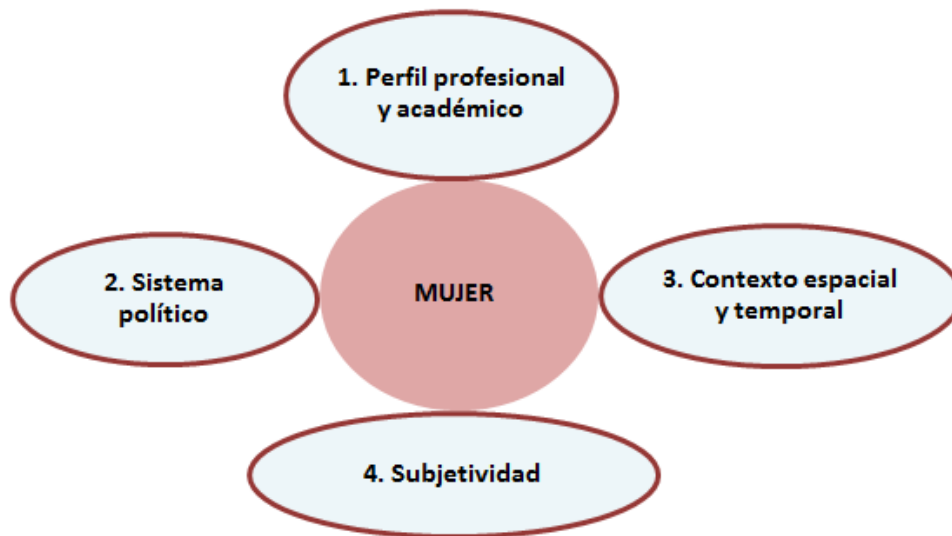 1. Perfil profesional
y académico
2. Sistema
político
MUJER
3. Contexto espacial
y temporal
4. Subjetividad